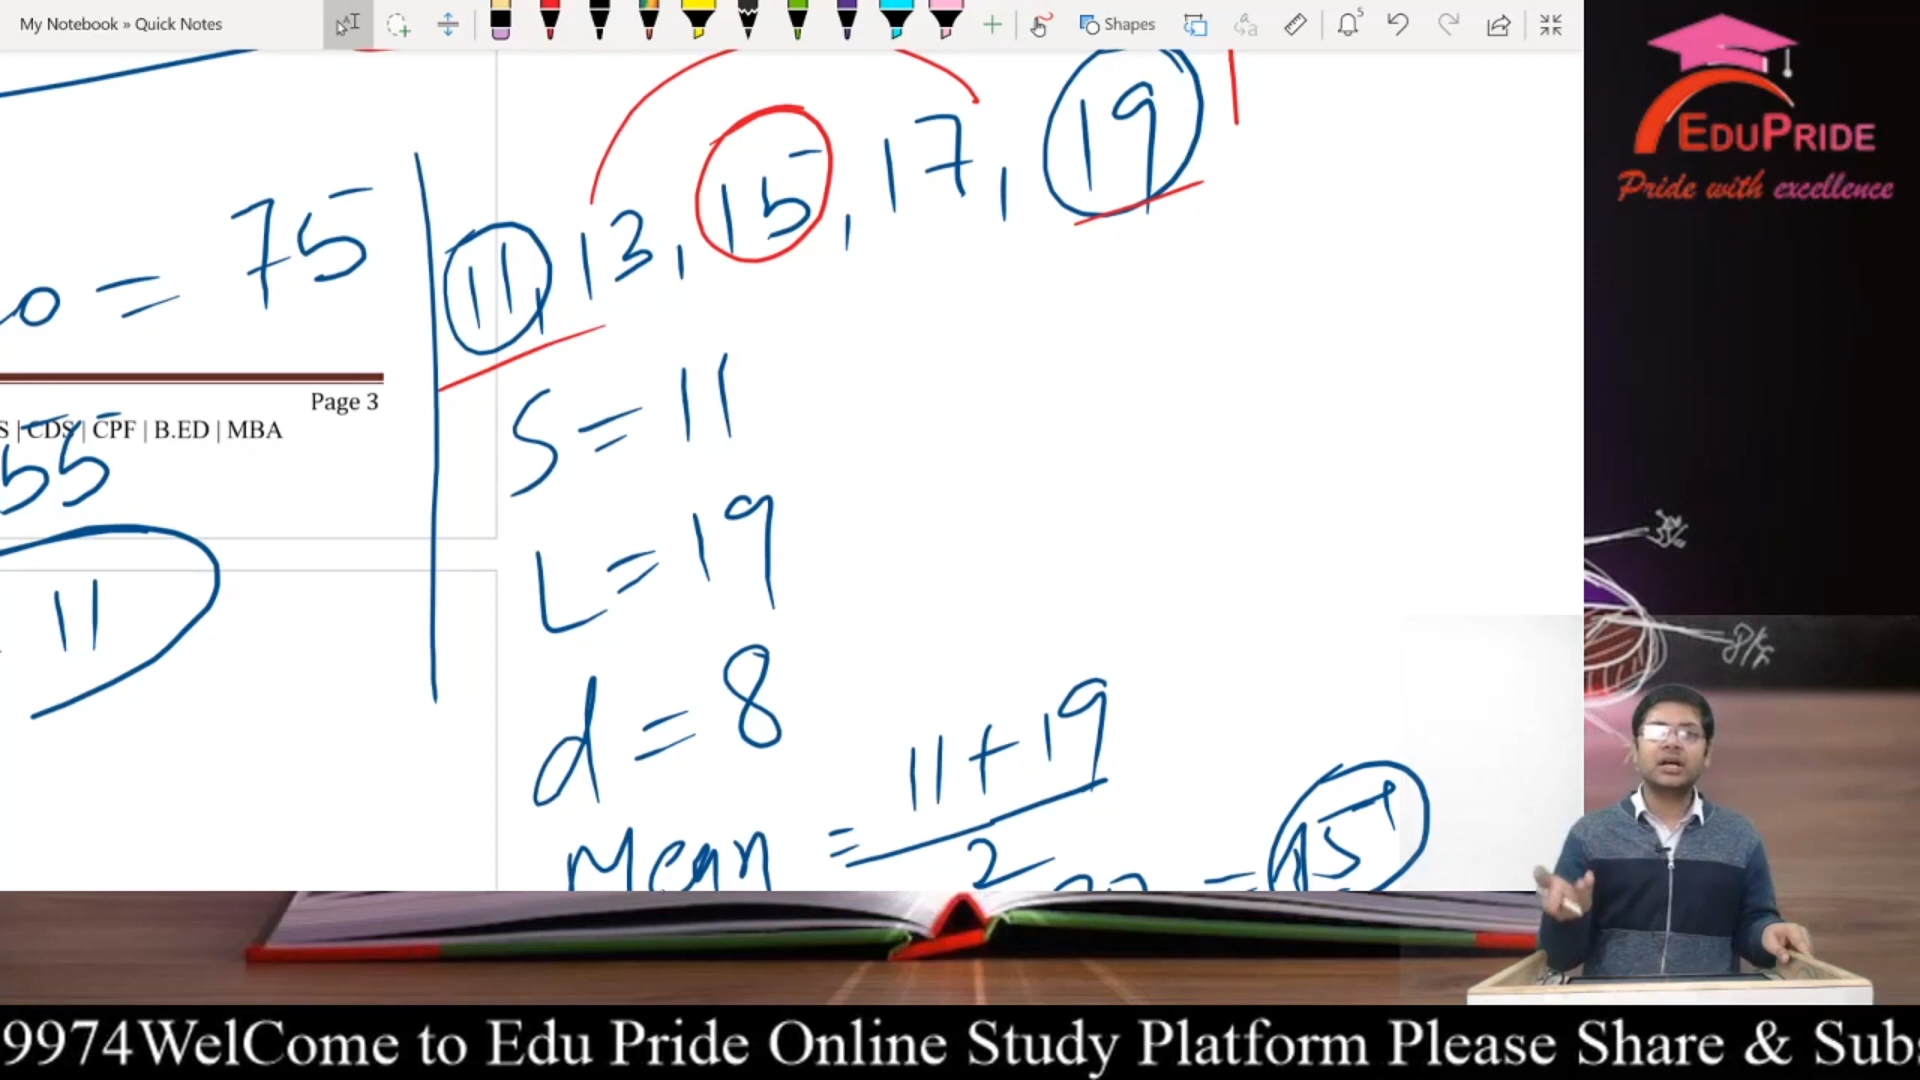 My Notebook » Quick Notes
Shapes
5
EDUPRIDE
Pride with excellence
11, 13, 15, 17, 19
= 75
Page 3
S | CDS | CPF | B.ED | MBA
55
11
S = 11
L = 19
d = 8
Mean = 11 + 19
2
= 15
9974WelCome to Edu Pride Online Study Platform Please Share & Subs